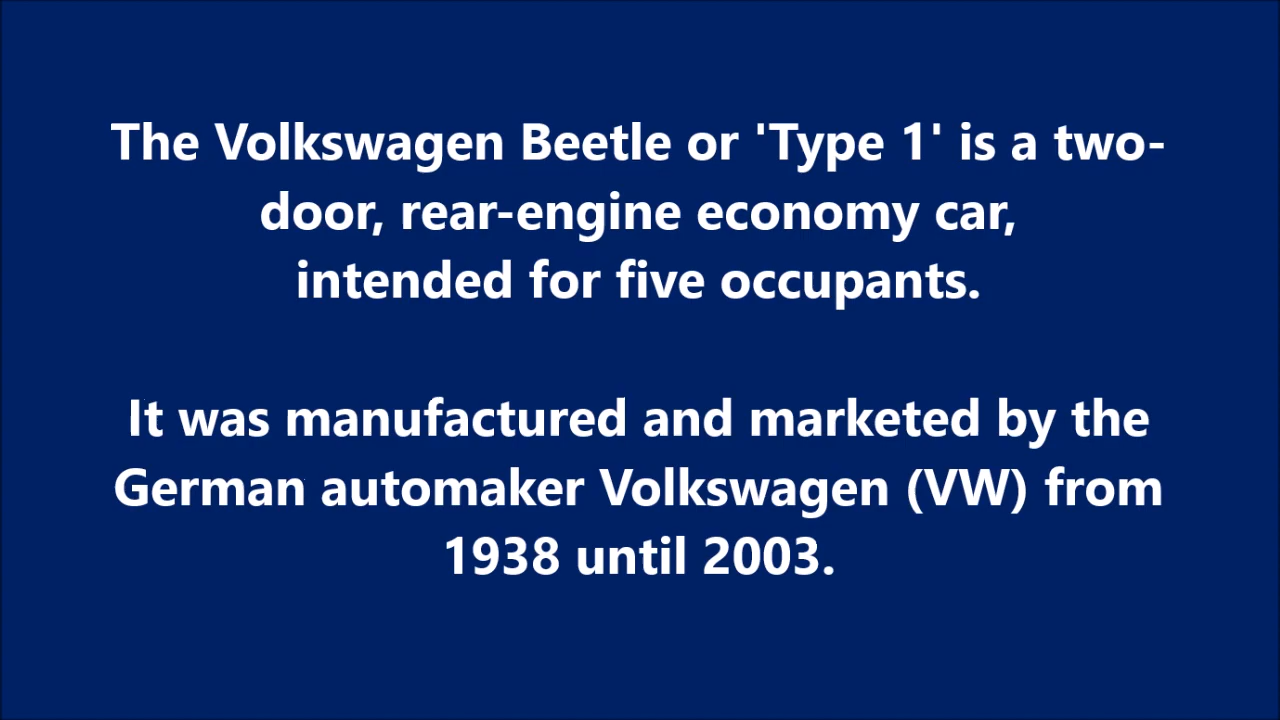 The Volkswagen Beetle or 'Type 1' is a two-
door, rear-engine economy car,
intended for five occupants.
It was manufactured and marketed by the
German automaker Volkswagen (VW) from
1938 until 2003.